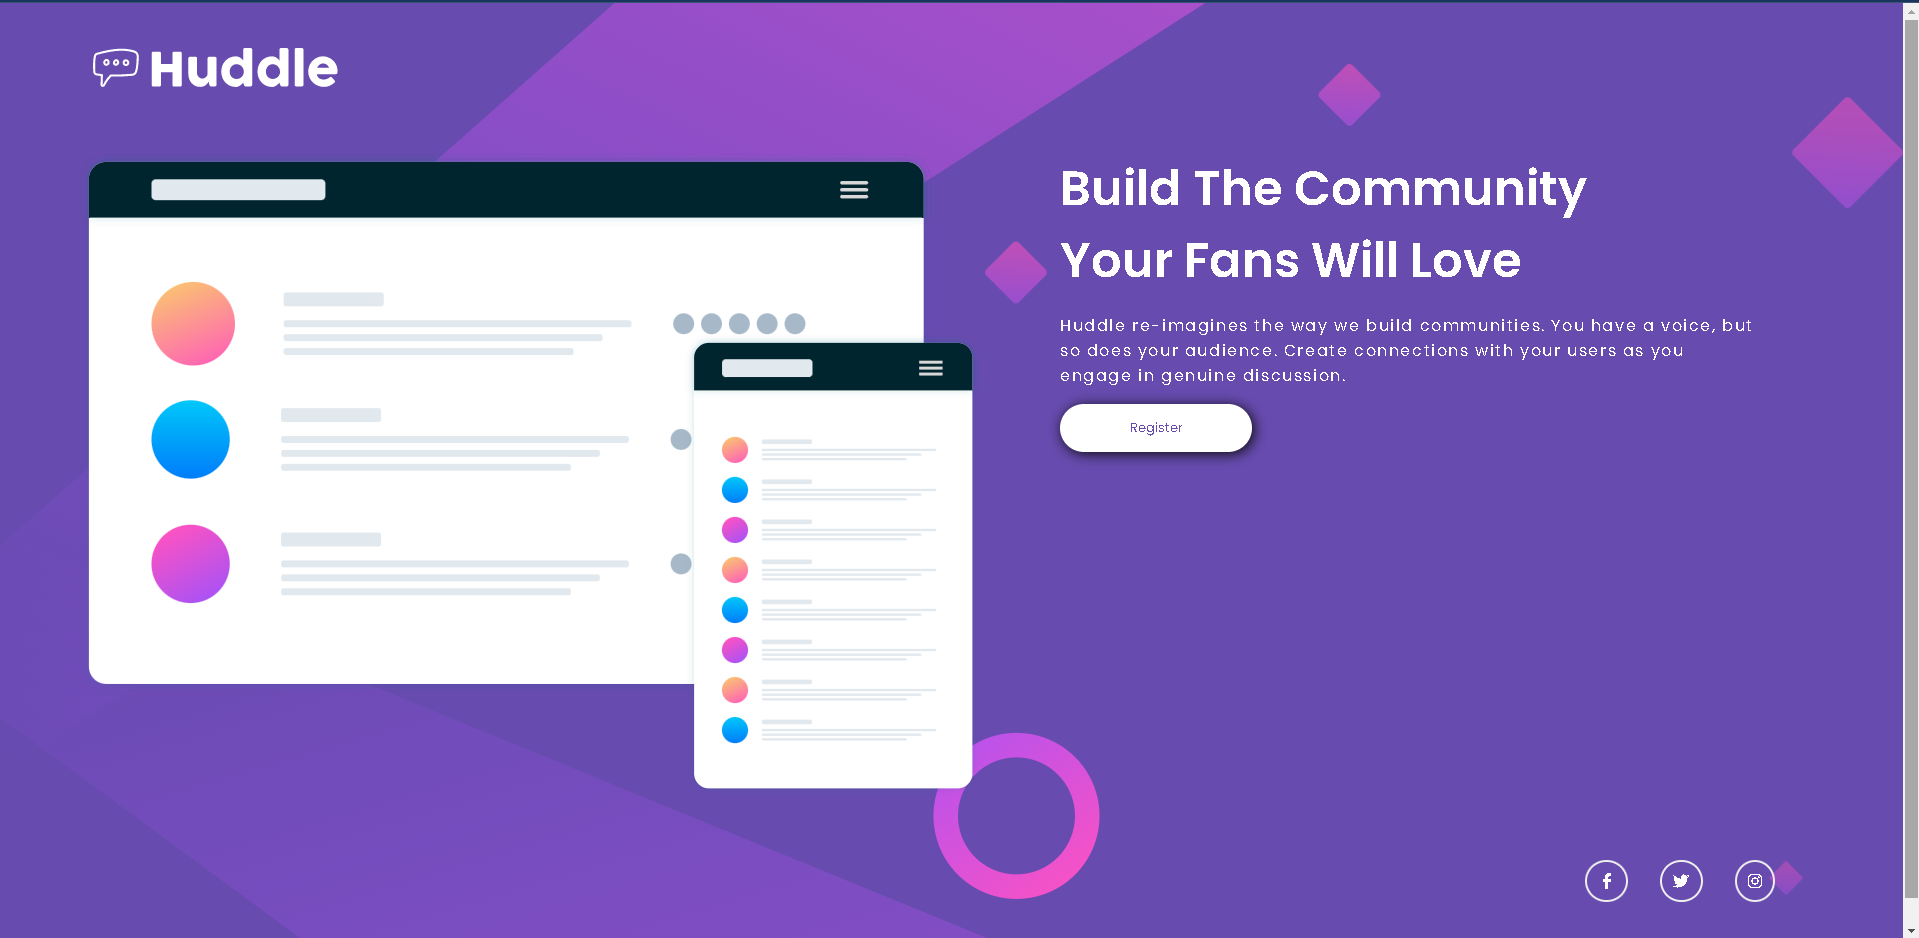 Huddle
Build The Community
Your Fans Will Love
Huddle re-imagines the way we build communities. You have a voice, but
so does your audience. Create connections with your users as you
engage in genuine discussion.
Register